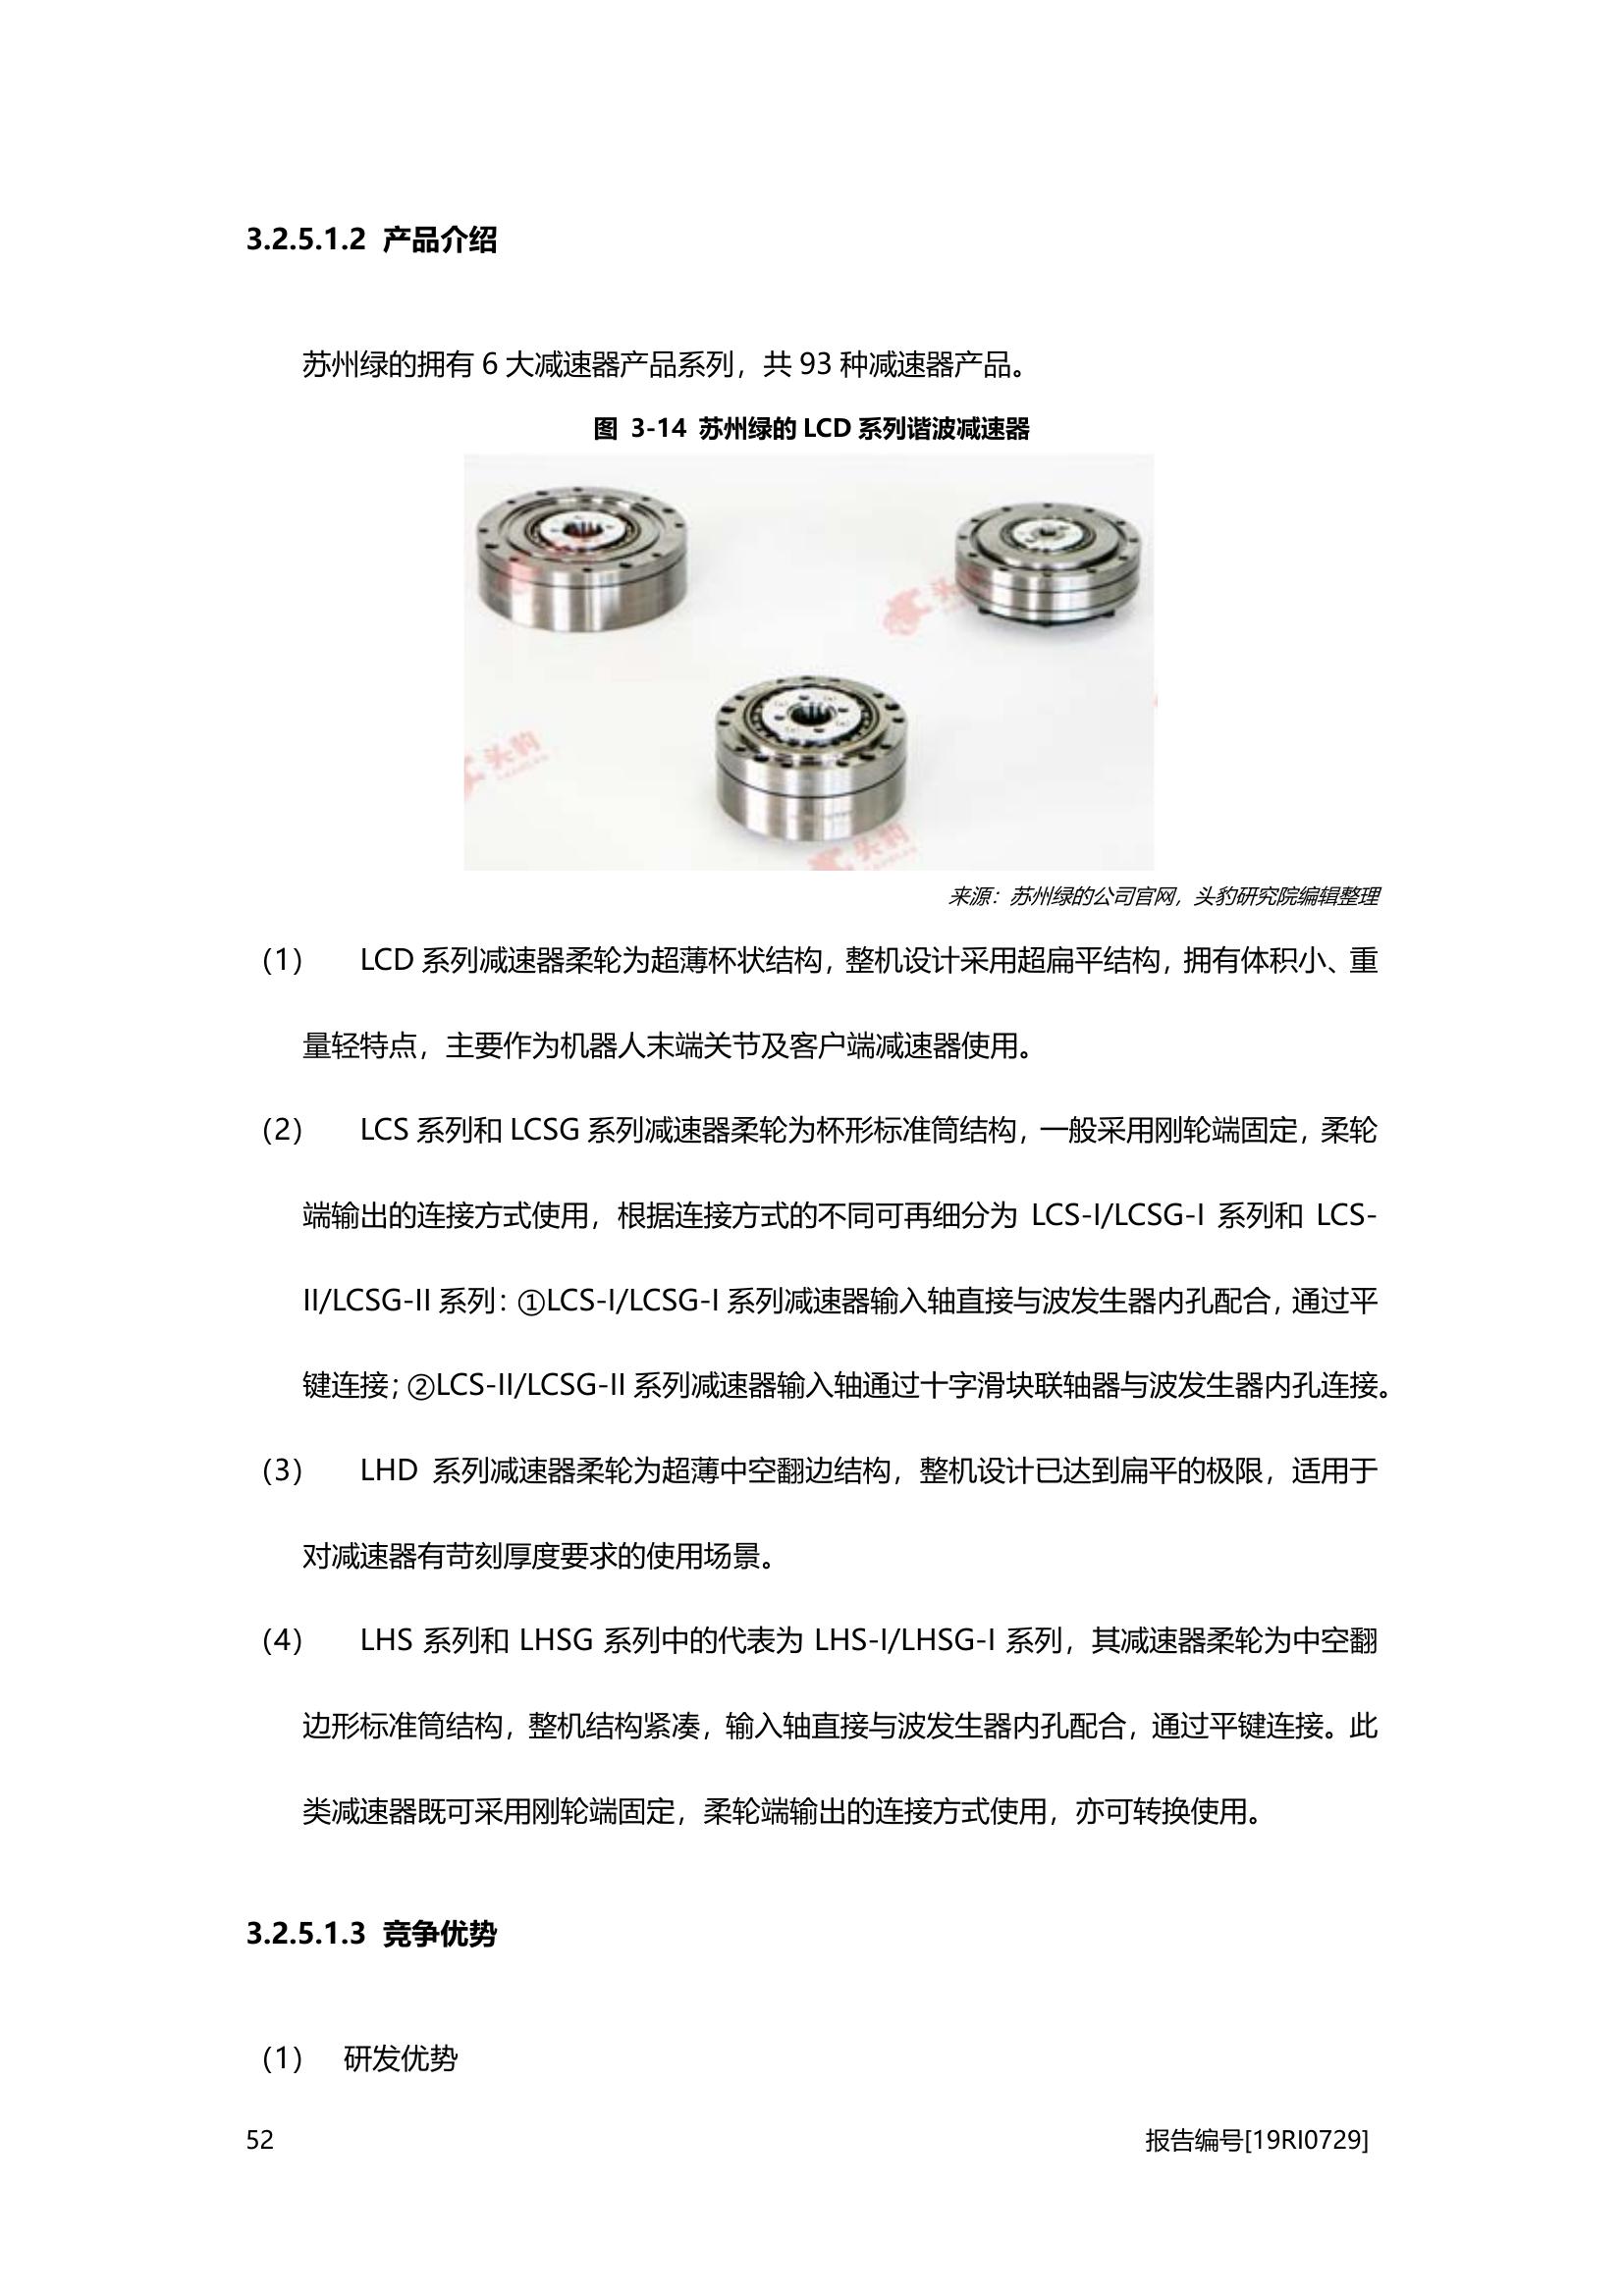 3.2.5.1.2 产品介绍
苏州绿的拥有 6 大减速器产品系列，共 93 种减速器产品。
图 3-14 苏州绿的 LCD 系列谐波减速器
头豹
头豹
头豹
来源：苏州绿的公司官网，头豹研究院编辑整理
（1） LCD 系列减速器柔轮为超薄杯状结构，整机设计采用超扁平结构，拥有体积小、重
量轻特点，主要作为机器人末端关节及客户端减速器使用。
（2） LCS 系列和 LCSG 系列减速器柔轮为杯形标准筒结构，一般采用刚轮端固定，柔轮
端输出的连接方式使用，根据连接方式的不同可再细分为 LCS-I/LCSG-I 系列和 LCS-
II/LCSG-II 系列：①LCS-I/LCSG-I 系列减速器输入轴直接与波发生器内孔配合，通过平
键连接；②LCS-II/LCSG-II 系列减速器输入轴通过十字滑块联轴器与波发生器内孔连接。
（3） LHD 系列减速器柔轮为超薄中空翻边结构，整机设计已达到扁平的极限，适用于
对减速器有苛刻厚度要求的使用场景。
（4） LHS 系列和 LHSG 系列中的代表为 LHS-I/LHSG-I 系列，其减速器柔轮为中空翻
边形标准筒结构，整机结构紧凑，输入轴直接与波发生器内孔配合，通过平键连接。此
类减速器既可采用刚轮端固定，柔轮端输出的连接方式使用，亦可转换使用。
3.2.5.1.3 竞争优势
（1） 研发优势
52
报告编号[19RI0729]